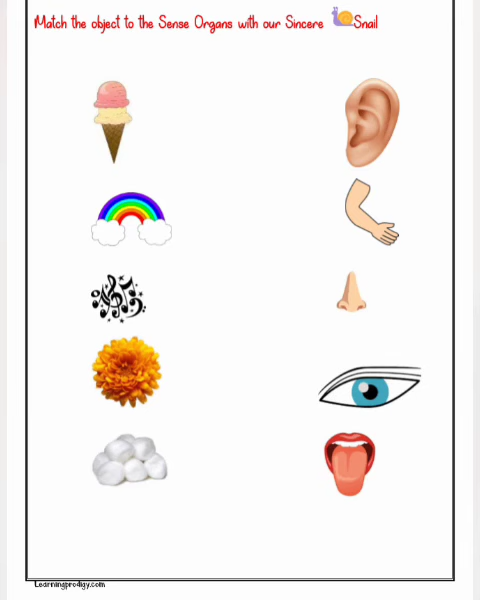 Match the object to the Sense Organs with our Sincere Snail
Learningprodigy.com